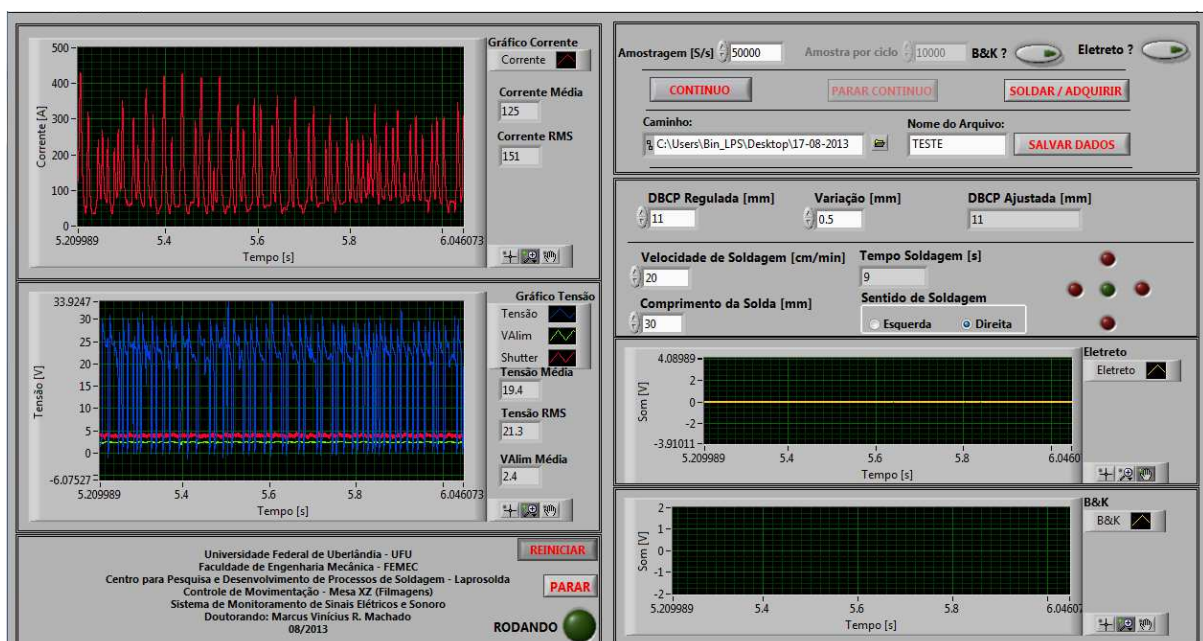 Gráfico Corrente
Corrente
Corrente Média
125
Corrente RMS
151
Corrente [A]
500
400
300
200
100
0
5.209989 5.4 5.6 5.8 6.046073
Tempo [s]
Gráfico Tensão
Tensão
VAlim
Shutter
Tensão Média
19.4
Tensão RMS
21.3
VAlim Média
2.4
Tensão [V]
33.9247
30
25
20
15
10
5
0
-6.07527
5.209989 5.4 5.6 5.8 6.046073
Tempo [s]
Universidade Federal de Uberlândia - UFU
Faculdade de Engenharia Mecânica - FEMEC
Centro para Pesquisa e Desenvolvimento de Processos de Soldagem - Laprosolda
Controle de Movimentação - Mesa XZ (Filmagens)
Sistema de Monitoramento de Sinais Elétricos e Sonoro
Doutorando: Marcus Vinícius R. Machado
08/2013
REINICIAR
PARAR
RODANDO
Amostragem [S/s] 50000 Amostra por ciclo 10000 B&K ? Eletreto ?
CONTINUO PARAR CONTINUO SOLDAR / ADQUIRIR
Caminho: Nome do Arquivo:
C:\Users\Bin_LPS\Desktop\17-08-2013 TESTE SALVAR DADOS
DBCP Regulada [mm] Variação [mm] DBCP Ajustada [mm]
11 0.5 11
Velocidade de Soldagem [cm/min] Tempo Soldagem [s]
20 9
Comprimento da Solda [mm] Sentido de Soldagem
30 Esquerda Direita
Eletreto
Eletreto
Som [V]
4.08989
2
0
-2
-3.91011
5.209989 5.4 5.6 5.8 6.0460
Tempo [s]
B&K
B&K
Som [V]
2
1
0
-1
-2
5.209989 5.4 5.6 5.8 6.04607
Tempo [s]